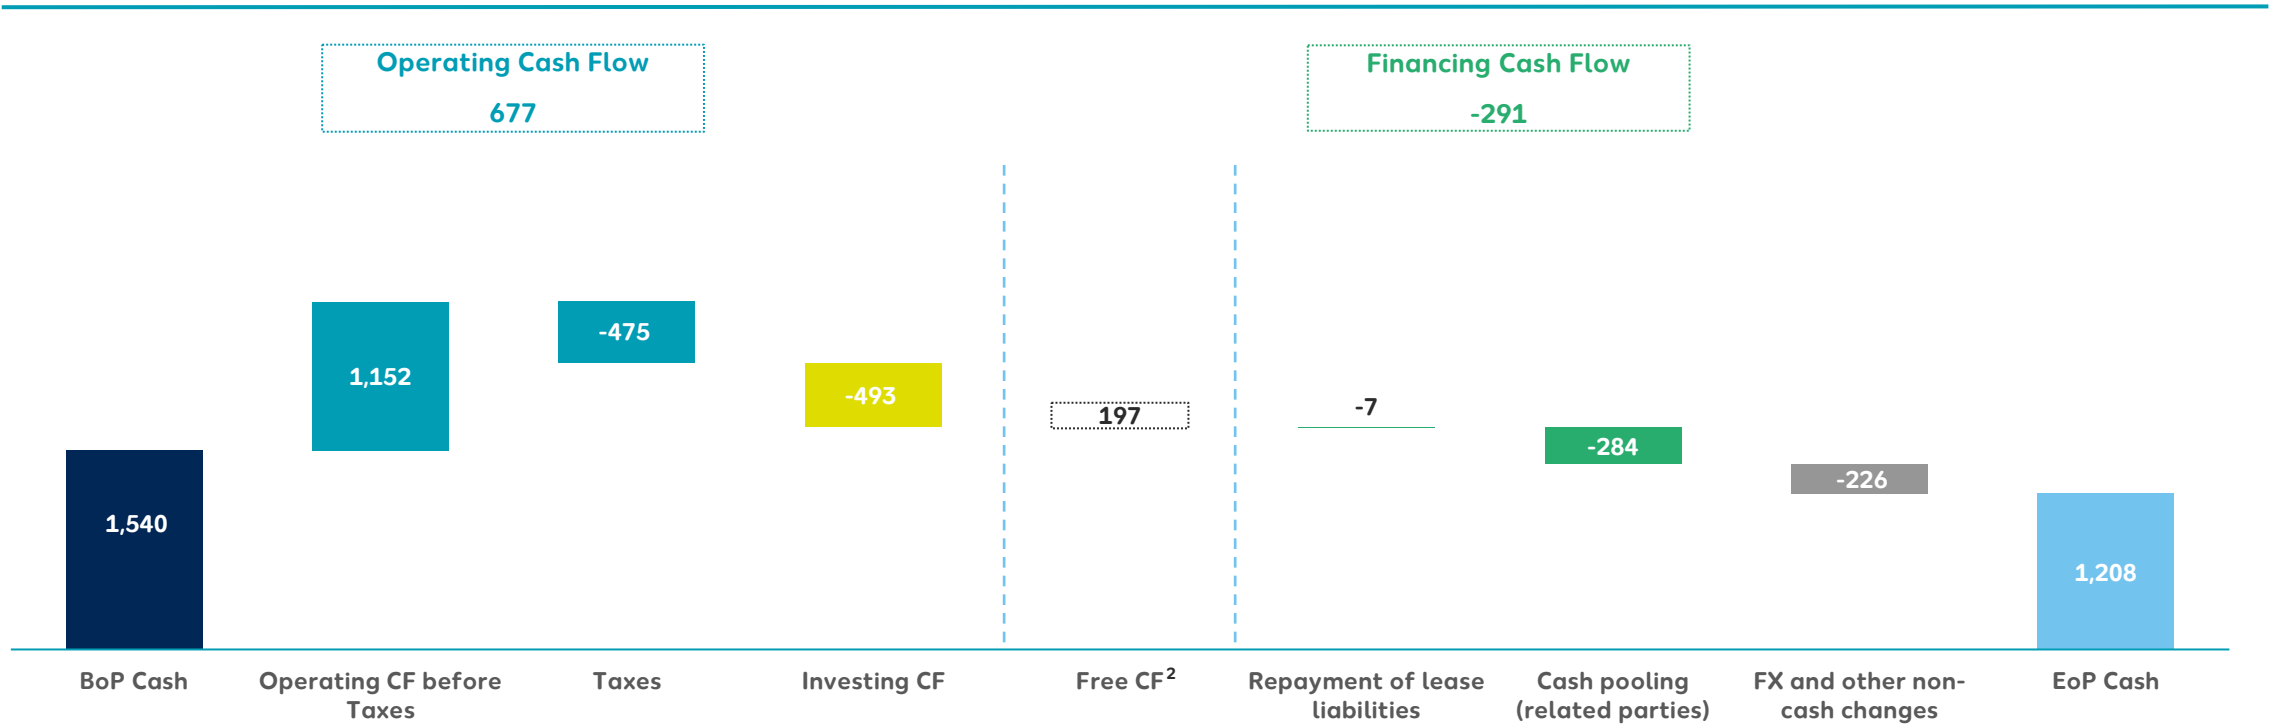 Operating Cash Flow
677
Financing Cash Flow
-291
1,540
1,152
-475
-493
197
-7
-284
-226
1,208
BoP Cash
Operating CF before
Taxes
Taxes
Investing CF
Free CF²
Repayment of lease
liabilities
Cash pooling
(related parties)
FX and other non-
cash changes
EoP Cash